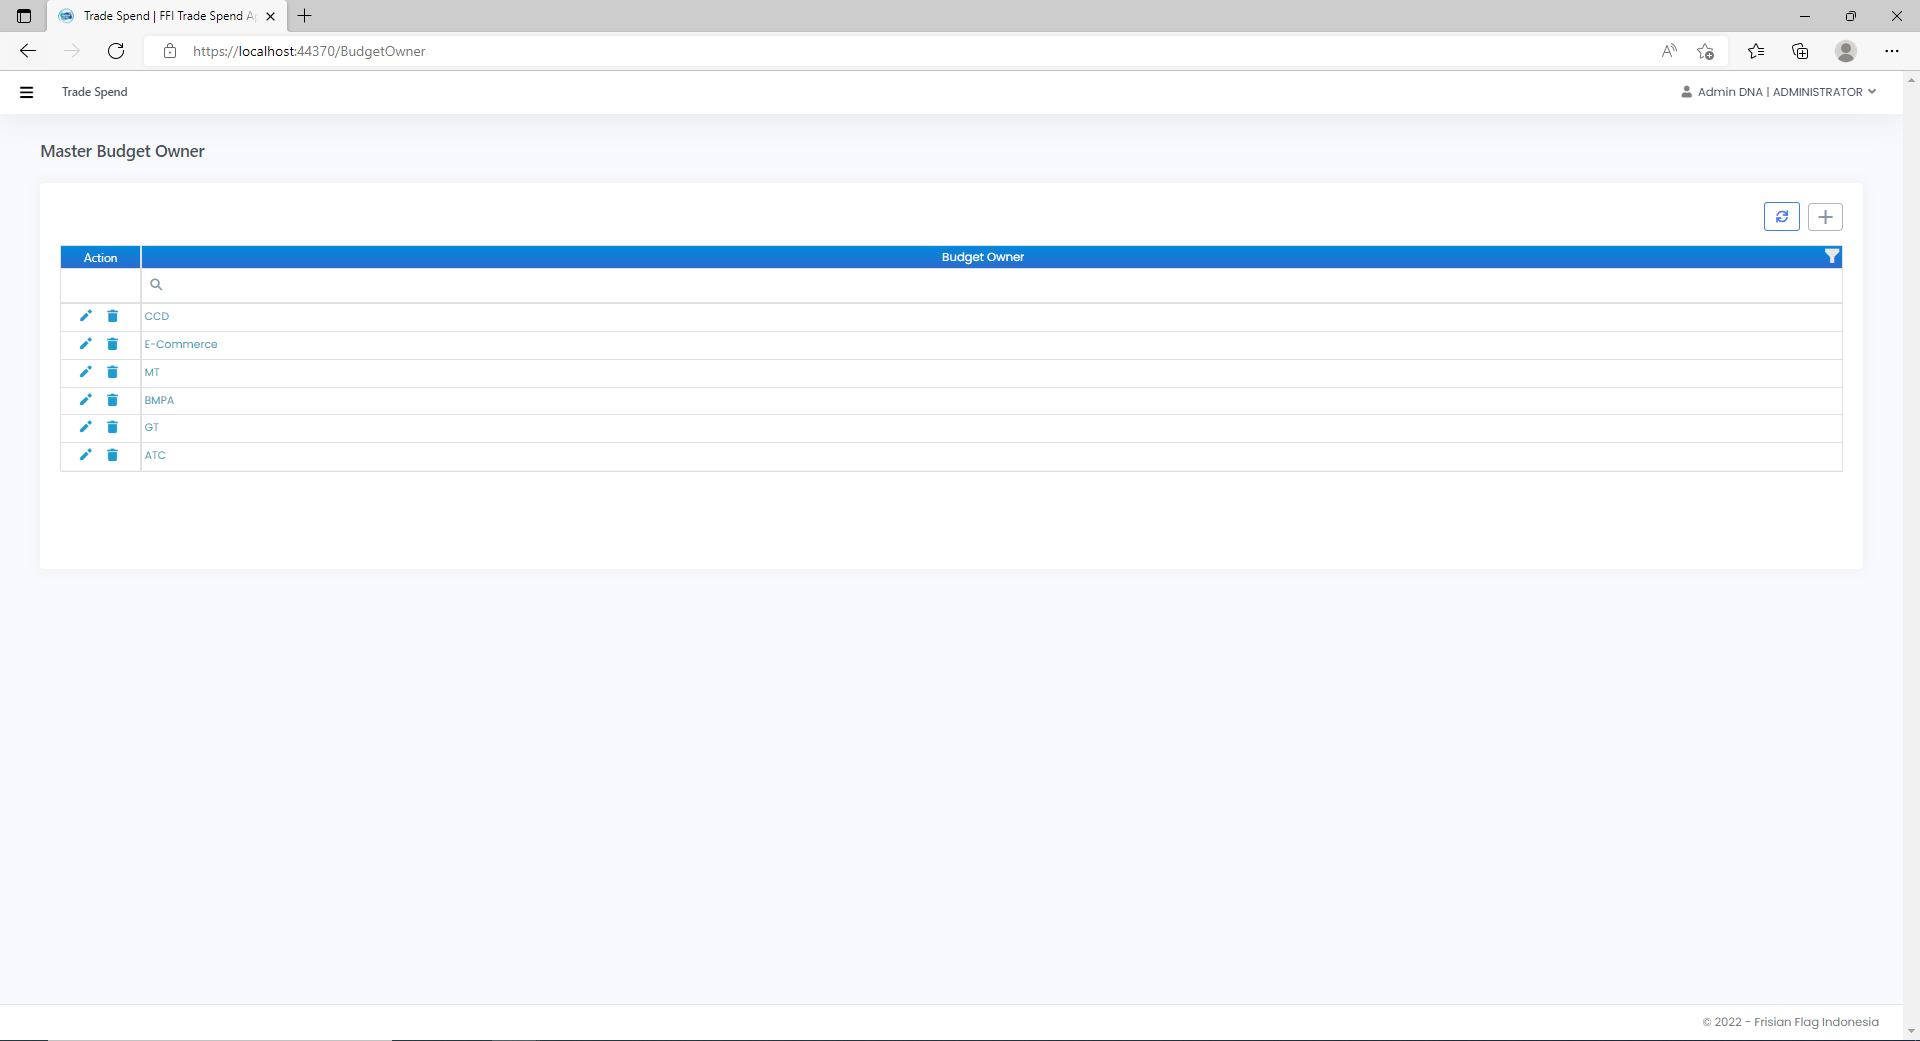 Trade Spend | FFI Trade Spend A
https://localhost:44370/BudgetOwner
Trade Spend
Admin DNA | ADMINISTRATOR
Master Budget Owner
Action
Budget Owner
CCD
E-Commerce
MT
BMPA
GT
ATC
© 2022 - Frisian Flag Indonesia